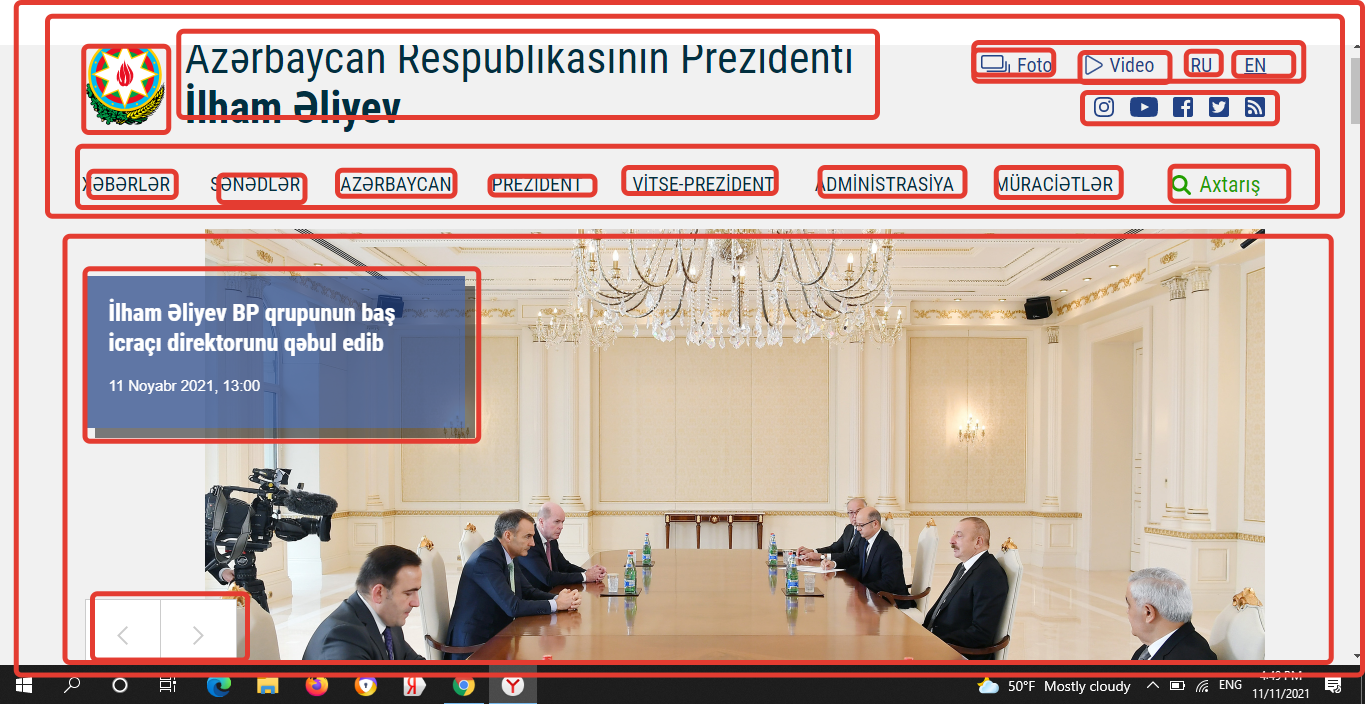 Azərbaycan Respublikasının Prezidenti
İlham Əliyev
Foto Video RU EN
XƏBƏRLƏR SƏNƏDLƏR AZƏRBAYCAN PREZİDENT VİTSE-PREZİDENT ADMİNİSTRASİYA MÜRACİƏTLƏR Axtarış
İlham Əliyev BP qrupunun baş
icraçı direktorunu qəbul edib
11 Noyabr 2021, 13:00
50°F Mostly cloudy ENG 4:49 PM
11/11/2021